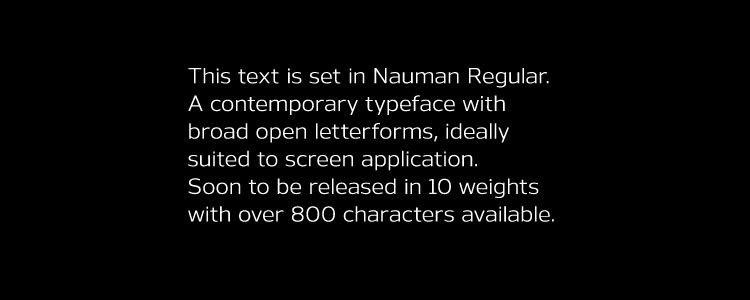 This text is set in Nauman Regular.
A contemporary typeface with
broad open letterforms, ideally
suited to screen application.
Soon to be released in 10 weights
with over 800 characters available.